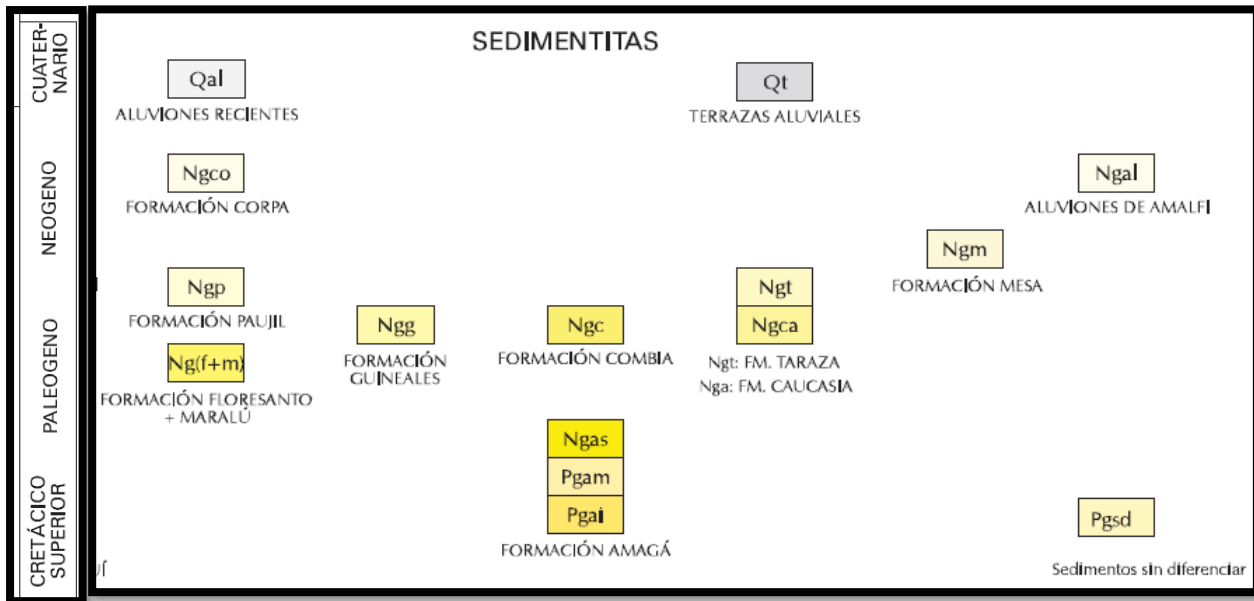 CUATER-
NARIO
NEOGENO
PALEOGENO
CRETÁCICO
SUPERIOR
SEDIMENTITAS
Qal
ALUVIONES RECIENTES
Qt
TERRAZAS ALUVIALES
Ngco
FORMACIÓN CORPA
Ngal
ALUVIONES DE AMALFI
Ngm
FORMACIÓN MESA
Ngp
FORMACIÓN PAUJIL
Ng(f+m)
FORMACIÓN FLORESANTO
+ MARALÚ
Ngg
FORMACIÓN
GUINEALES
Ngc
FORMACIÓN COMBIA
Ngt
Ngca
Ngt: FM. TARAZA
Nga: FM. CAUCASIA
Ngas
Pgam
Pgai
FORMACIÓN AMAGÁ
Pgsd
Sedimentos sin diferenciar